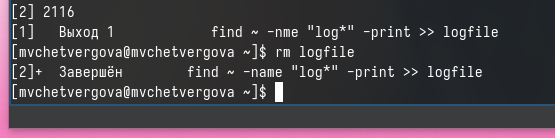 [2] 2116
[1]   Выход 1            find ~ -nme "log*" -print >> logfile
[mvchetvergova@mvchetvergova ~]$ rm logfile
[2]+  Завершён        find ~ -name "log*" -print >> logfile
[mvchetvergova@mvchetvergova ~]$